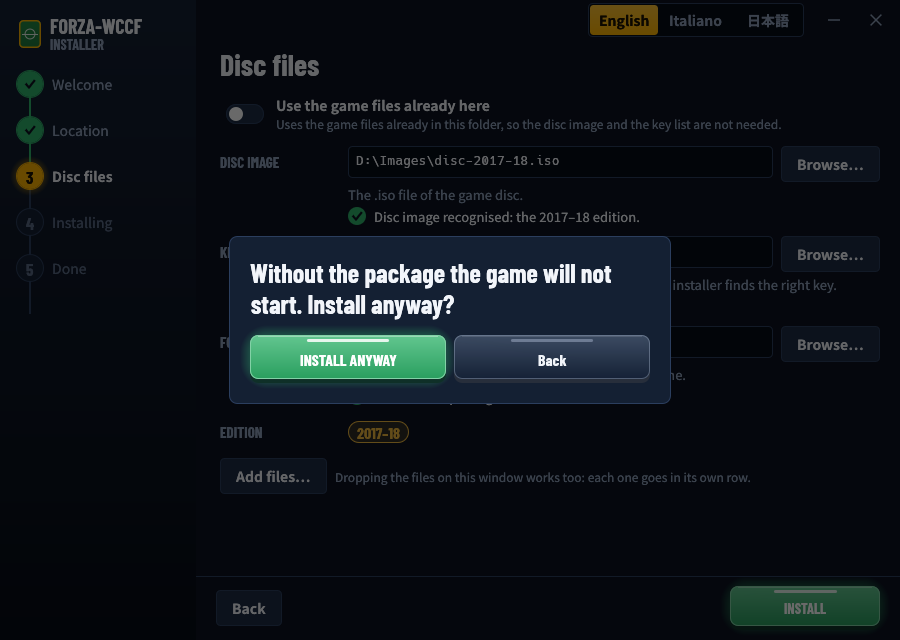 FORZA-WCCF
INSTALLER
English
Italiano
日本語
Welcome
Location
3
Disc files
4
Installing
5
Done
Disc files
Use the game files already here
Uses the game files already in this folder, so the disc image and the key list are not needed.
DISC IMAGE
D:\Images\disc-2017-18.iso
Browse...
The .iso file of the game disc.
Disc image recognised: the 2017–18 edition.
Browse...
installer finds the right key.
Without the package the game will not
start. Install anyway?
INSTALL ANYWAY
Back
Browse...
EDITION
2017–18
Add files...
Dropping the files on this window works too: each one goes in its own row.
Back
INSTALL